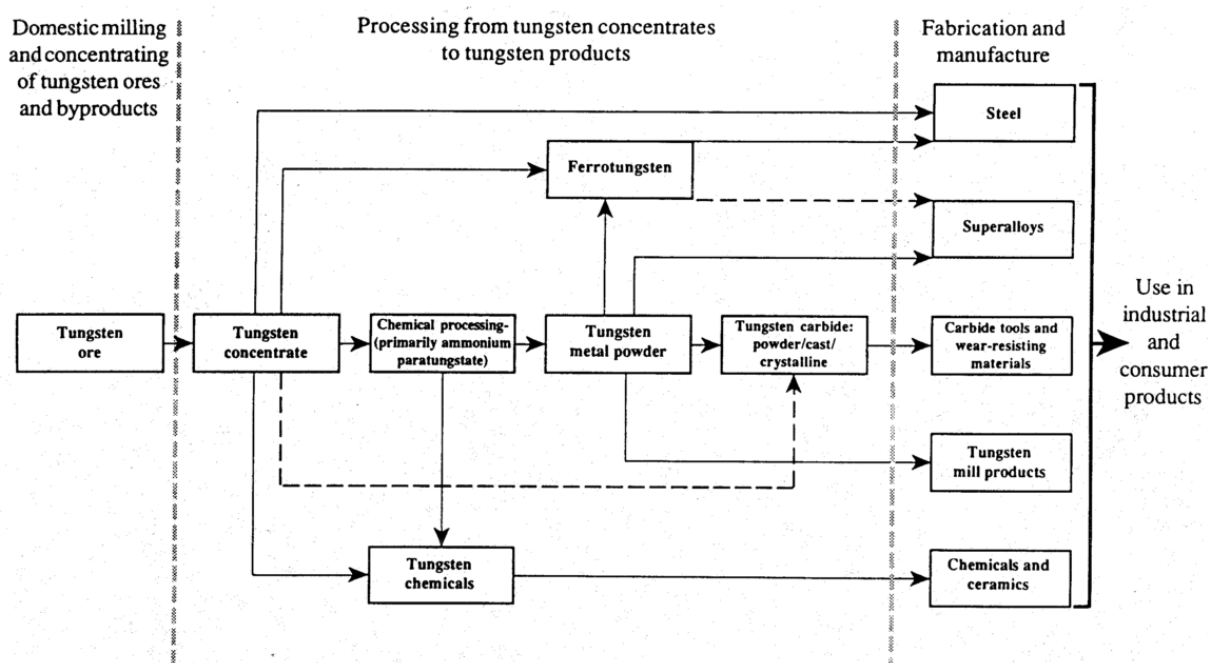 Domestic milling
and concentrating
of tungsten ores
and byproducts
Processing from tungsten concentrates
to tungsten products
Fabrication and
manufacture
Steel
Ferrotungsten
Superalloys
Tungsten
ore
Tungsten
concentrate
Chemical processing-
(primarily ammonium
paratungstate)
Tungsten
metal powder
Tungsten carbide:
powder/cast/
crystalline
Carbide tools and
wear-resisting
materials
Use in
industrial
and
consumer
products
Tungsten
mill products
Tungsten
chemicals
Chemicals and
ceramics